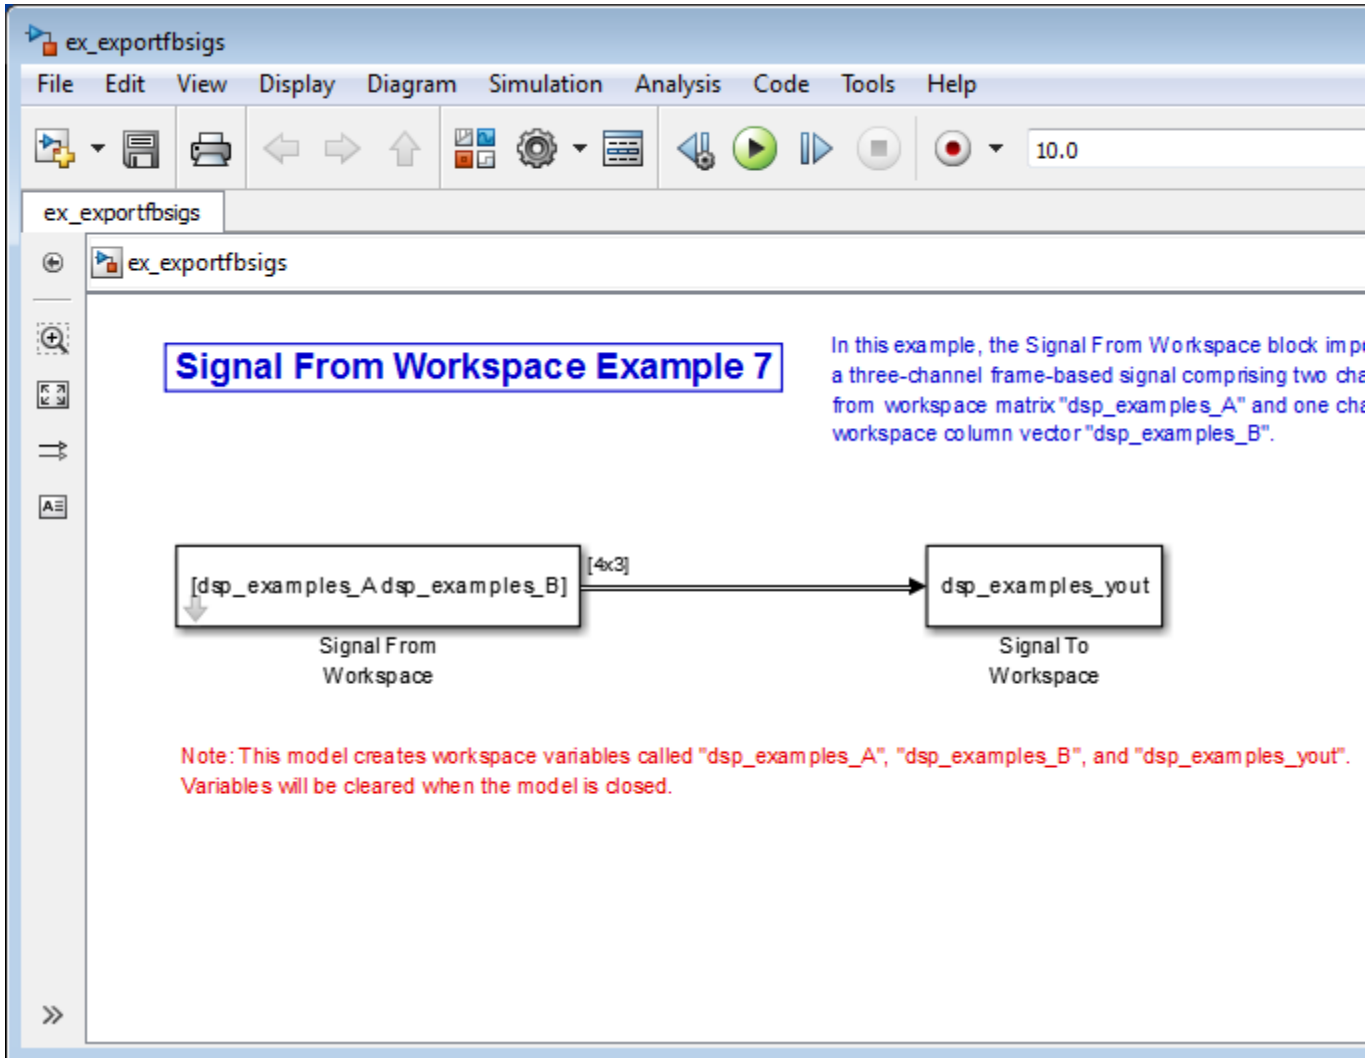 ex_exportfbsigs
File Edit View Display Diagram Simulation Analysis Code Tools Help
10.0
ex_exportfbsigs
ex_exportfbsigs
Signal From Workspace Example 7
In this example, the Signal From Workspace block
a three-channel frame-based signal comprising two
from workspace matrix "dsp_examples_A" and one
workspace column vector "dsp_examples_B".
[dsp_examples_A dsp_examples_B]
[4x3]
dsp_examples_yout
Signal From
Workspace
Signal To
Workspace
Note: This model creates workspace variables called "dsp_examples_A", "dsp_examples_B", and "dsp_examples_yout".
Variables will be cleared when the model is closed.